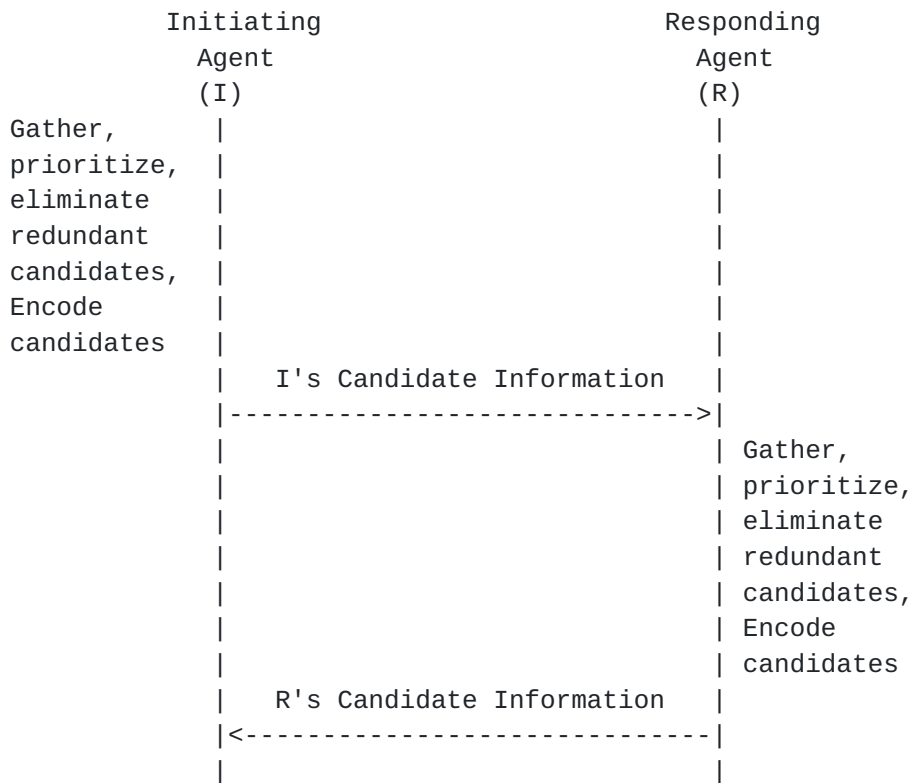 Initiating Responding
Agent Agent
(I) (R)
Gather, | |
prioritize, | |
eliminate | |
redundant | |
candidates, | |
Encode | |
candidates | |
| I's Candidate Information |
|------------------------------->|
| | Gather,
| | prioritize,
| | eliminate
| | redundant
| | candidates,
| | Encode
| | candidates
| R's Candidate Information |
|<-------------------------------|
| |